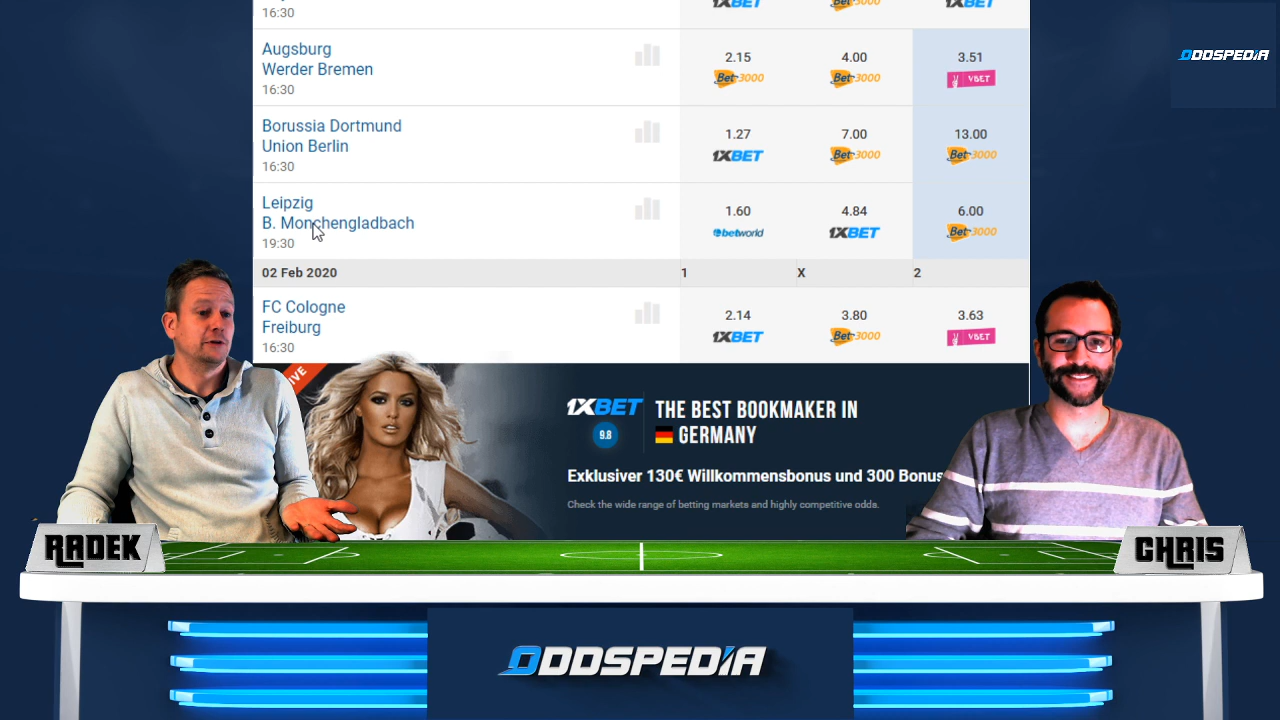 16:30
1XBET
Bet3000
1XBET
Augsburg
Werder Bremen
16:30
2.15
4.00
3.51
Bet3000
Bet3000
VBET
ODDSPEDIA
Borussia Dortmund
Union Berlin
16:30
1.27
7.00
13.00
1XBET
Bet3000
Bet3000
Leipzig
B. Monchengladbach
19:30
1.60
4.84
6.00
betworld
1XBET
Bet3000
02 Feb 2020
1
X
2
FC Cologne
Freiburg
16:30
2.14
3.80
3.63
1XBET
Bet3000
VBET
1XBET
9.8
THE BEST BOOKMAKER IN
GERMANY
Exklusiver 130€ Willkommensbonus und 300 Bonus
Check the wide range of betting markets and highly competitive odds.
RADEK
CHRIS
ODDSPEDIA